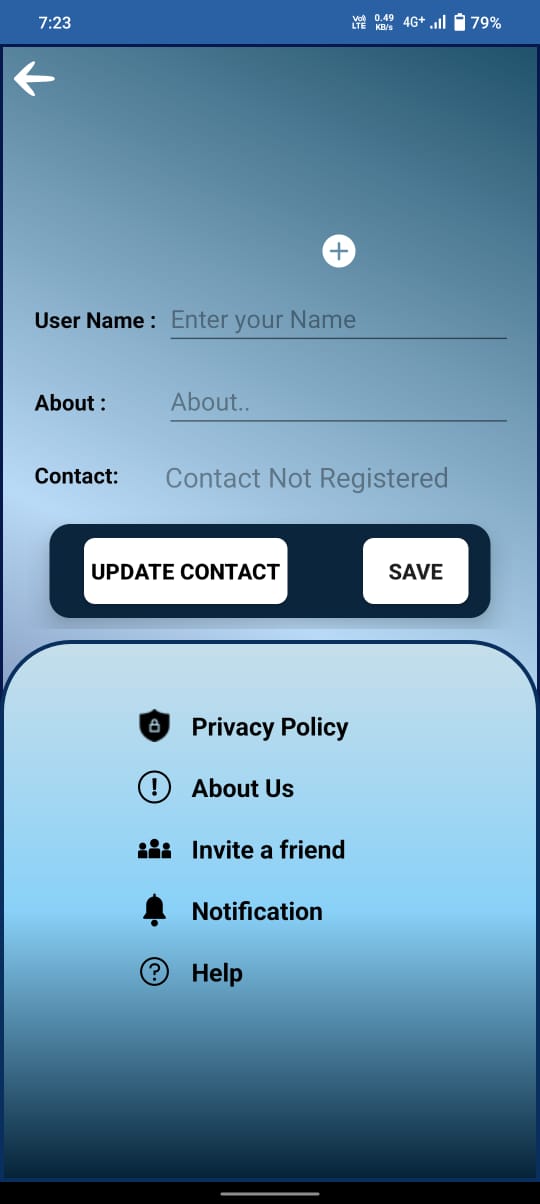 7:23 Vo) LTE 0.49 KB/s 4G+ 79%
User Name : Enter your Name
About : About..
Contact: Contact Not Registered
UPDATE CONTACT SAVE
Privacy Policy
About Us
Invite a friend
Notification
Help